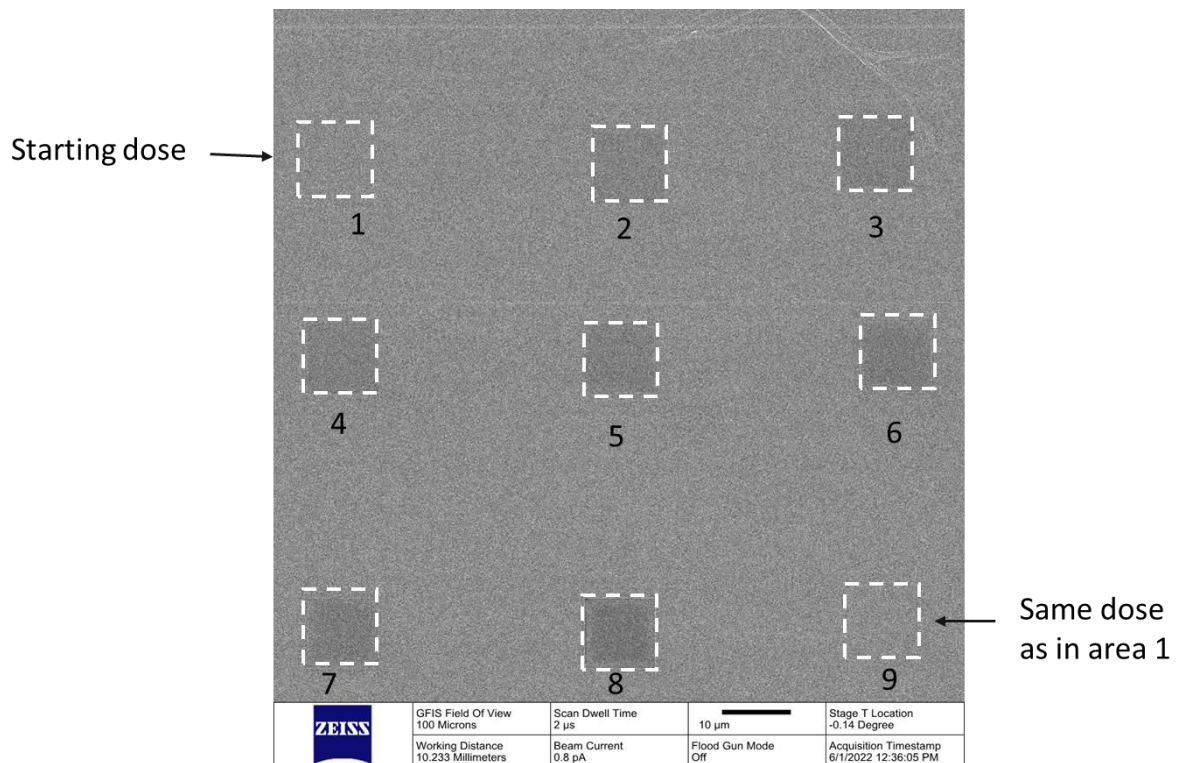 Starting dose
1
2
3
4
5
6
7
8
9
Same dose
as in area 1
ZEISS
GFIS Field Of View
100 Microns
Scan Dwell Time
2 µs
10 µm
Stage T Location
-0.14 Degree
Working Distance
10.233 Millimeters
Beam Current
0.8 pA
Flood Gun Mode
Off
Acquisition Timestamp
6/1/2022 12:36:05 PM